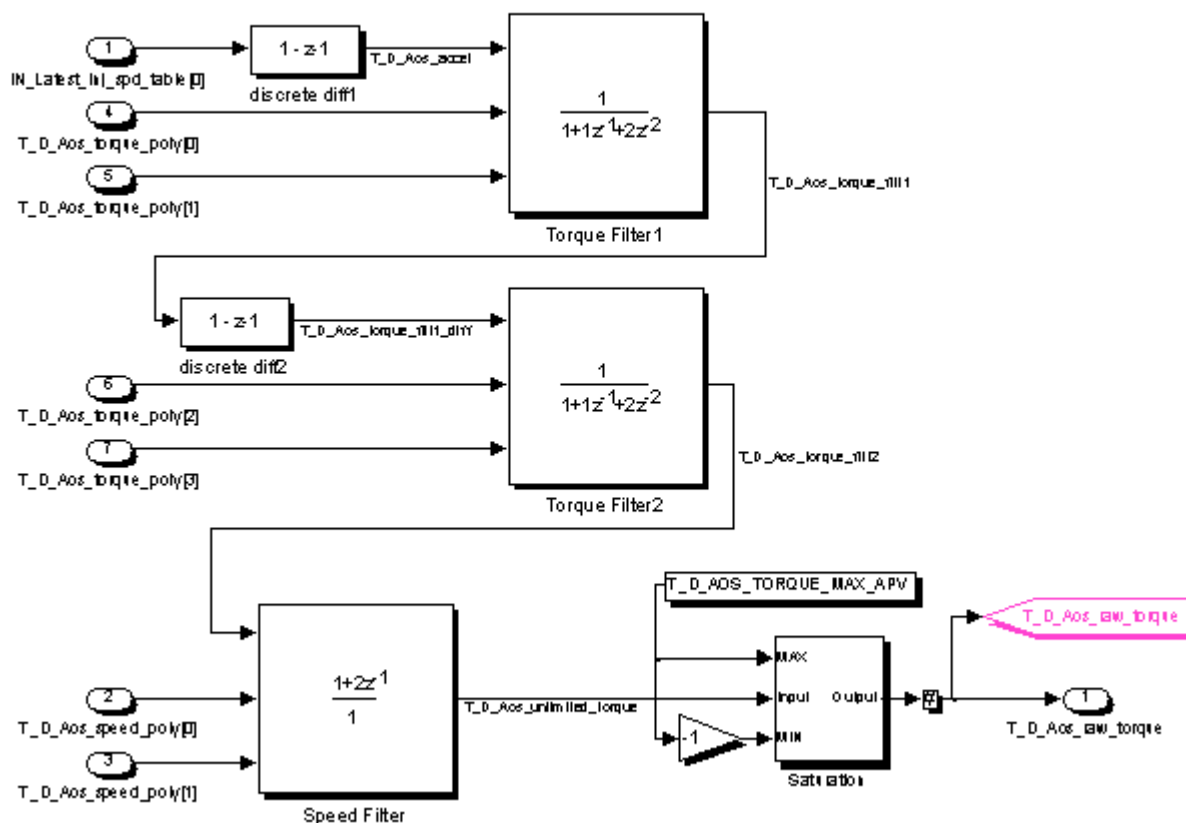 1
1 - z-1
T_D_Aos_accel
IN_Latest_Inl_spd_table[0]
discrete diff1
4
T_D_Aos_torque_poly[0]
1
1+1z-1+2z-2
5
T_D_Aos_torque_poly[1]
T_D_Aos_torque_filt1
Torque Filter1
1 - z-1
T_D_Aos_torque_filt1_diff
discrete diff2
6
T_D_Aos_torque_poly[2]
1
1+1z-1+2z-2
7
T_D_Aos_torque_poly[3]
T_D_Aos_torque_filt2
Torque Filter2
T_D_AOS_TORQUE_MAX_APV
T_D_Aos_raw_torque
MAX
1+2z-1
1
2
T_D_Aos_speed_poly[0]
T_D_Aos_unlimited_torque
Input
Output
1
T_D_Aos_raw_torque
-1
MIN
3
T_D_Aos_speed_poly[1]
Saturation
Speed Filter